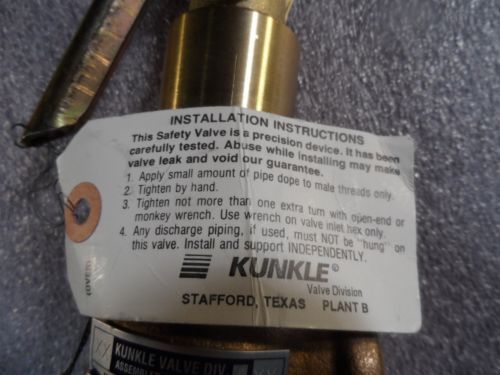 INSTALLATION INSTRUCTIONS
This Safety Valve is a precision device. It has been
carefully tested. Abuse while installing may make
valve leak and void our guarantee.
1. Apply small amount of pipe dope to male threads only.
2. Tighten by hand.
3. Tighten not more than one extra turn with open-end or
monkey wrench. Use wrench on valve inlet hex only.
4. Any discharge piping, if used, must NOT be "hung" on
this valve. Install and support INDEPENDENTLY.
(OVER)
KUNKLE®
Valve Division
STAFFORD, TEXAS PLANT B
KUNKLE VALVE DIV